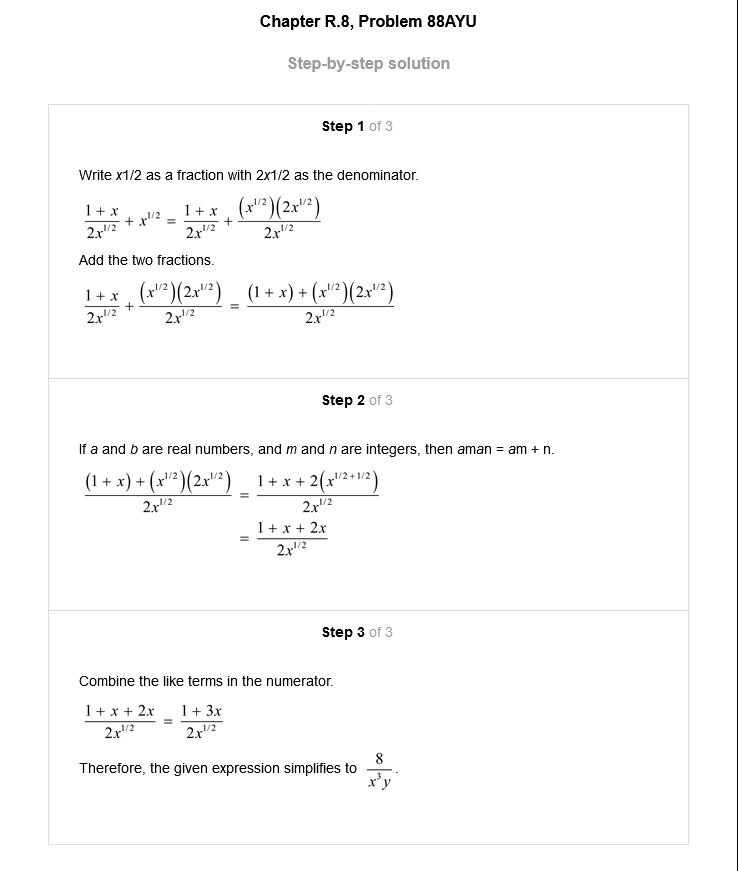 Chapter R.8, Problem 88AYU
Step-by-step solution
Step 1 of 3
Write x1/2 as a fraction with 2x1/2 as the denominator.
\frac{1+x}{2x^{1/2}} + x^{1/2} = \frac{1+x}{2x^{1/2}} + \frac{(x^{1/2})(2x^{1/2})}{2x^{1/2}}
Add the two fractions.
\frac{1+x}{2x^{1/2}} + \frac{(x^{1/2})(2x^{1/2})}{2x^{1/2}} = \frac{(1+x)+(x^{1/2})(2x^{1/2})}{2x^{1/2}}
Step 2 of 3
If a and b are real numbers, and m and n are integers, then aman = am + n.
\frac{(1+x)+(x^{1/2})(2x^{1/2})}{2x^{1/2}} = \frac{1+x+2(x^{1/2+1/2})}{2x^{1/2}}
= \frac{1+x+2x}{2x^{1/2}}
Step 3 of 3
Combine the like terms in the numerator.
\frac{1+x+2x}{2x^{1/2}} = \frac{1+3x}{2x^{1/2}}
Therefore, the given expression simplifies to \frac{8}{x^3 y}.